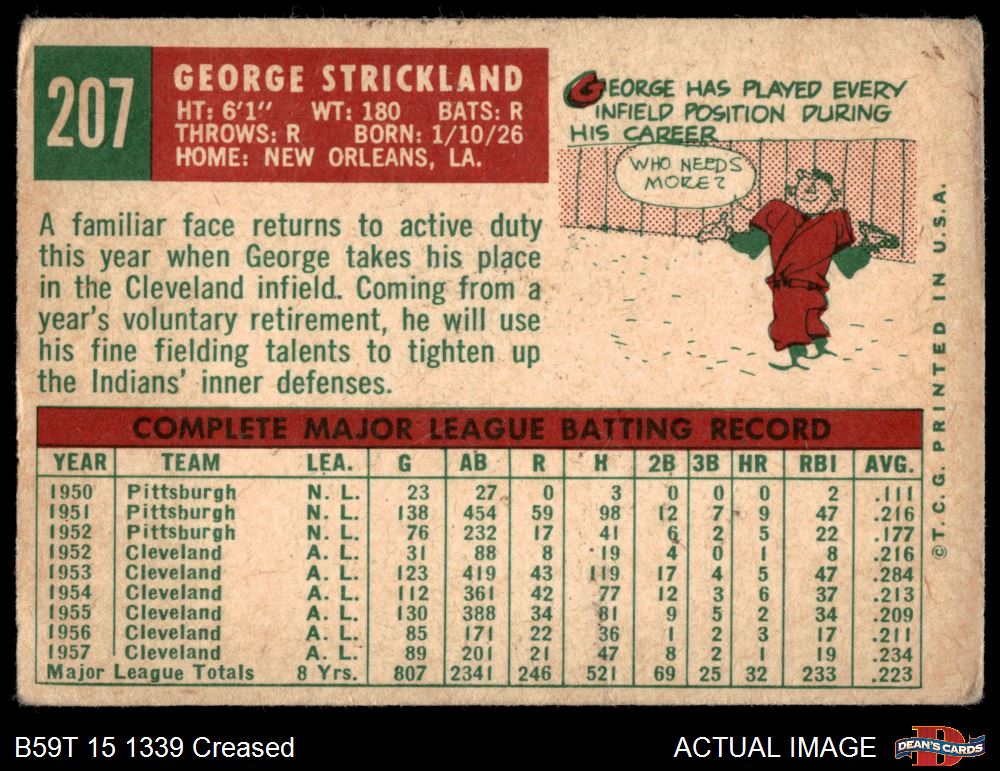 207
GEORGE STRICKLAND
HT: 6'1" WT: 180 BATS: R
THROWS: R BORN: 1/10/26
HOME: NEW ORLEANS, LA.
GEORGE HAS PLAYED EVERY
INFIELD POSITION DURING
HIS CAREER
WHO NEEDS
MORE?
A familiar face returns to active duty
this year when George takes his place
in the Cleveland infield. Coming from a
year's voluntary retirement, he will use
his fine fielding talents to tighten up
the Indians' inner defenses.
COMPLETE MAJOR LEAGUE BATTING RECORD
YEAR TEAM LEA. G AB R H 2B 3B HR RBI AVG.
1950 Pittsburgh N. L. 23 27 0 3 0 0 0 2 .111
1951 Pittsburgh N. L. 138 454 59 98 12 7 9 47 .216
1952 Pittsburgh N. L. 76 232 17 41 6 2 5 22 .177
1952 Cleveland A. L. 31 88 8 19 4 0 1 8 .216
1953 Cleveland A. L. 123 419 43 119 17 4 5 47 .284
1954 Cleveland A. L. 112 361 42 77 12 3 6 37 .213
1955 Cleveland A. L. 130 388 34 81 9 5 2 34 .209
1956 Cleveland A. L. 85 171 22 36 1 2 3 17 .211
1957 Cleveland A. L. 89 201 21 47 8 2 1 19 .234
Major League Totals 8 Yrs. 807 2341 246 521 69 25 32 233 .223
© T. C. G. PRINTED IN U.S.A.
B59T 15 1339 Creased
ACTUAL IMAGE
DEAN'S CARDS